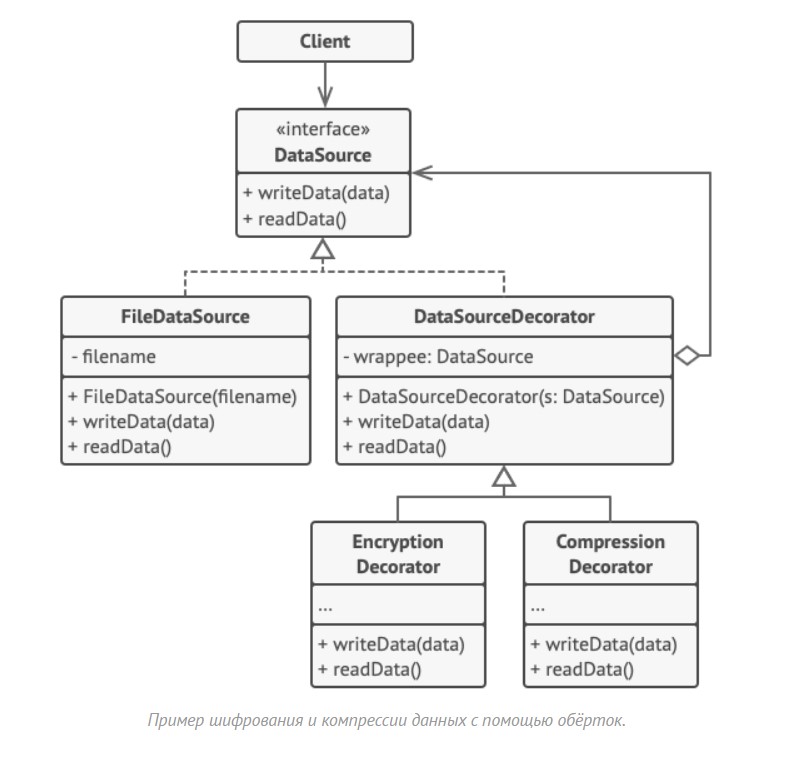 Client
«interface»
DataSource
+ writeData(data)
+ readData()
FileDataSource
- filename
+ FileDataSource(filename)
+ writeData(data)
+ readData()
DataSourceDecorator
- wrappee: DataSource
+ DataSourceDecorator(s: DataSource)
+ writeData(data)
+ readData()
Encryption
Decorator
...
+ writeData(data)
+ readData()
Compression
Decorator
...
+ writeData(data)
+ readData()
Пример шифрования и компрессии данных с помощью обёрток.